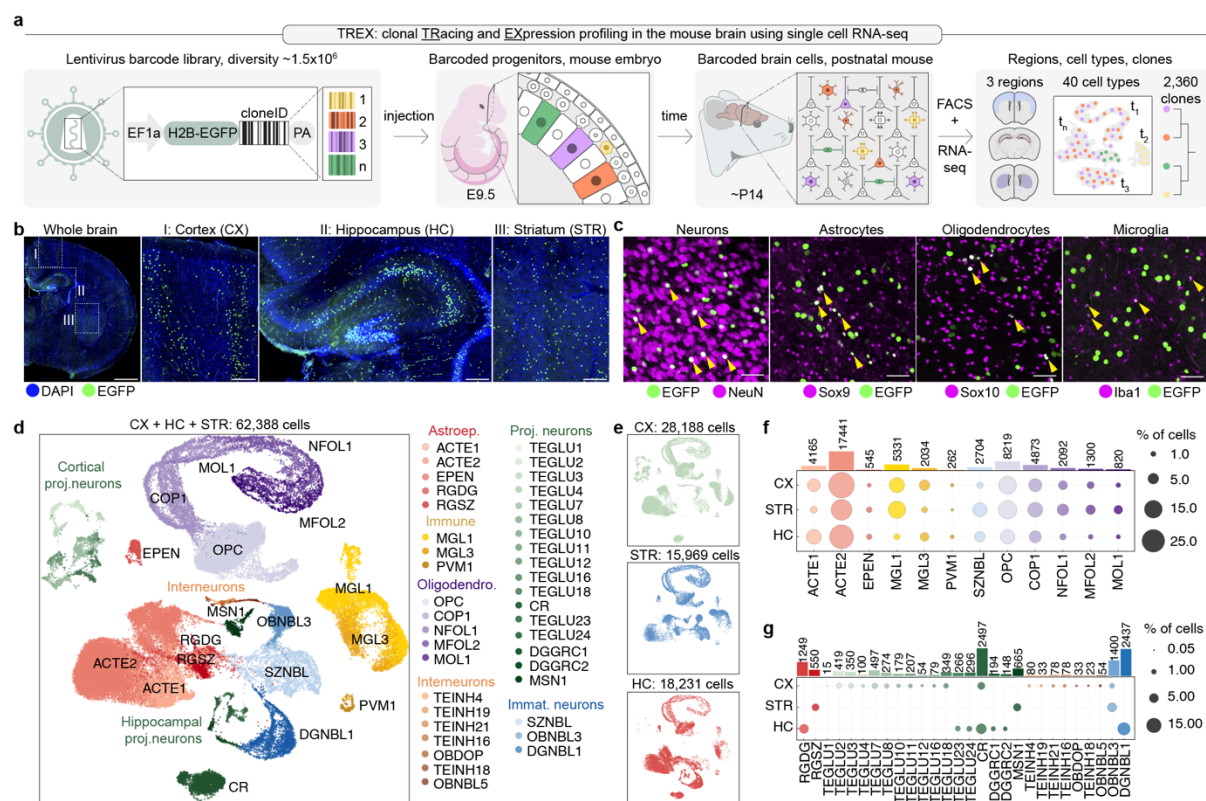 a
TREX: clonal TRacing and EXpression profiling in the mouse brain using single cell RNA-seq
Lentivirus barcode library, diversity ~1.5x10⁶
Barcoded progenitors, mouse embryo
Barcoded brain cells, postnatal mouse
Regions, cell types, clones
EF1a
H2B-EGFP
cloneID
PA
1
2
3
n
injection
E9.5
time
~P14
FACS
+
RNA-
seq
3 regions
40 cell types
2,360
clones
t1
t2
t3
tn
b
Whole brain
I: Cortex (CX)
II: Hippocampus (HC)
III: Striatum (STR)
I
II
III
DAPI
EGFP
c
Neurons
Astrocytes
Oligodendrocytes
Microglia
EGFP
NeuN
Sox9
EGFP
Sox10
EGFP
Iba1
EGFP
d
CX + HC + STR: 62,388 cells
Cortical
proj.neurons
NFOL1
MOL1
COP1
MFOL2
EPEN
OPC
Interneurons
MSN1
OBNBL3
MGL1
RGDG
RGSZ
MGL3
ACTE2
SZNBL
ACTE1
PVM1
Hippocampal
proj.neurons
DGNBL1
CR
Astroep.
ACTE1
ACTE2
EPEN
RGDG
RGSZ
Immune
MGL1
MGL3
PVM1
Oligodendro.
OPC
COP1
NFOL1
MFOL2
MOL1
Interneurons
TEINH4
TEINH19
TEINH21
TEINH16
OBDOP
TEINH18
OBNBL5
Proj. neurons
TEGLU1
TEGLU2
TEGLU3
TEGLU4
TEGLU7
TEGLU8
TEGLU10
TEGLU11
TEGLU12
TEGLU16
TEGLU18
CR
TEGLU23
TEGLU24
DGGRC1
DGGRC2
MSN1
Immat. neurons
SZNBL
OBNBL3
DGNBL1
e
CX: 28,188 cells
STR: 15,969 cells
HC: 18,231 cells
f
4165
17441
545
5331
2034
262
2704
8219
4873
2092
1300
820
CX
STR
HC
ACTE1
ACTE2
EPEN
MGL1
MGL3
PVM1
SZNBL
OPC
COP1
NFOL1
MFOL2
MOL1
% of cells
1.0
5.0
15.0
25.0
g
1249
550
15
419
350
100
497
274
179
207
54
79
349
266
296
2497
194
148
665
80
33
78
78
33
23
54
1400
2437
CX
STR
HC
RGDG
RGSZ
TEGLU1
TEGLU2
TEGLU3
TEGLU4
TEGLU7
TEGLU8
TEGLU10
TEGLU11
TEGLU12
TEGLU16
TEGLU18
TEGLU23
TEGLU24
CR
DGGRC1
DGGRC2
MSN1
TEINH4
TEINH19
TEINH21
TEINH16
OBDOP
TEINH18
OBNBL5
OBNBL3
DGNBL1
% of cells
0.05
1.00
5.00
15.00